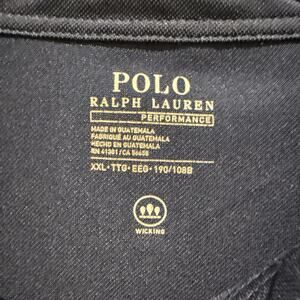 POLO
RALPH LAUREN
PERFORMANCE
MADE IN GUATEMALA
FABRIQUÉ AU GUATEMALA
HECHO EN GUATEMALA
RN 41381 / CA 56658
XXL • TTG • EEG • 190/108B
WICKING